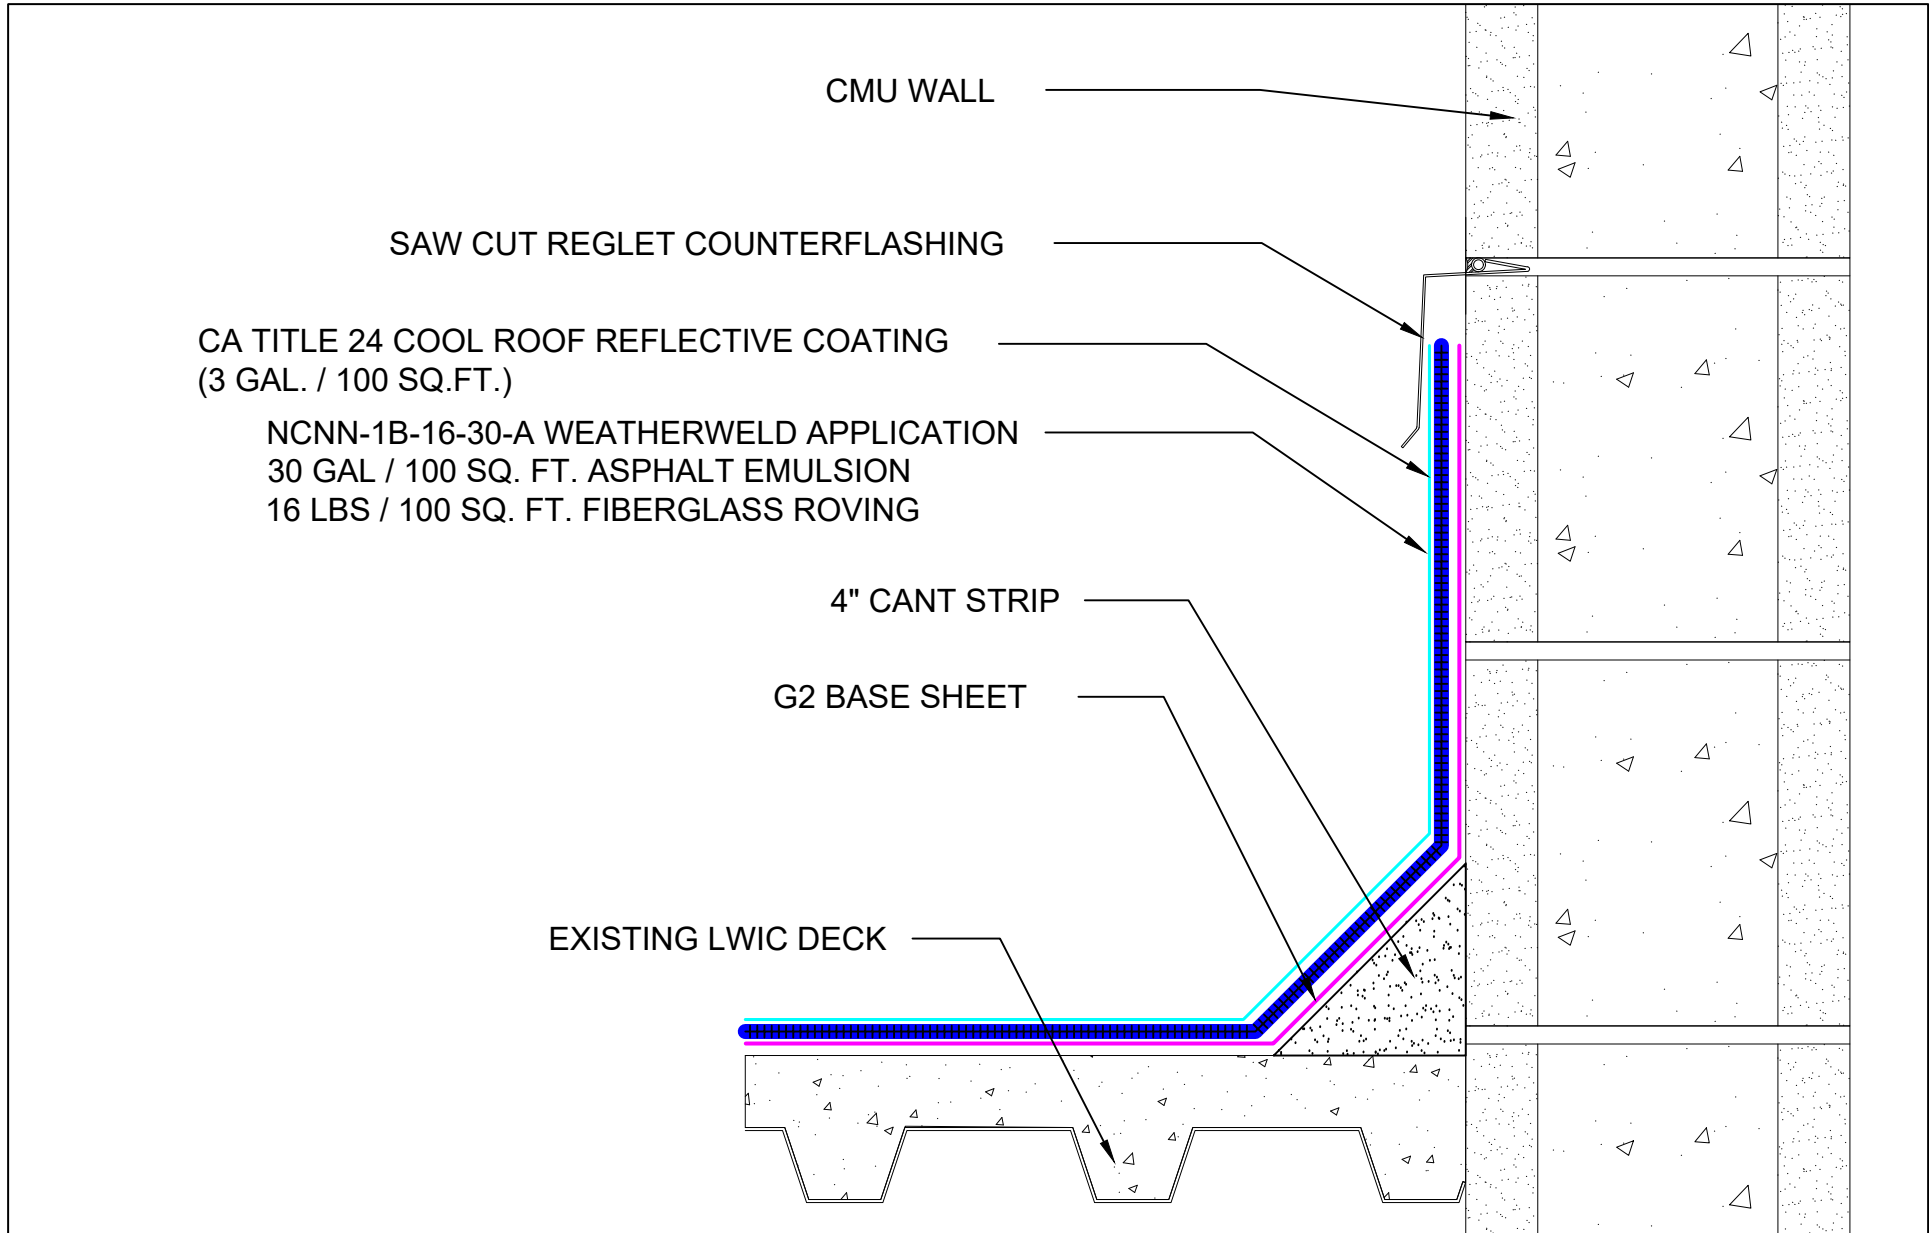 CMU WALL
SAW CUT REGLET COUNTERFLASHING
CA TITLE 24 COOL ROOF REFLECTIVE COATING
(3 GAL. / 100 SQ.FT.)
NCNN-1B-16-30-A WEATHERWELD APPLICATION
30 GAL / 100 SQ. FT. ASPHALT EMULSION
16 LBS / 100 SQ. FT. FIBERGLASS ROVING
4" CANT STRIP
G2 BASE SHEET
EXISTING LWIC DECK